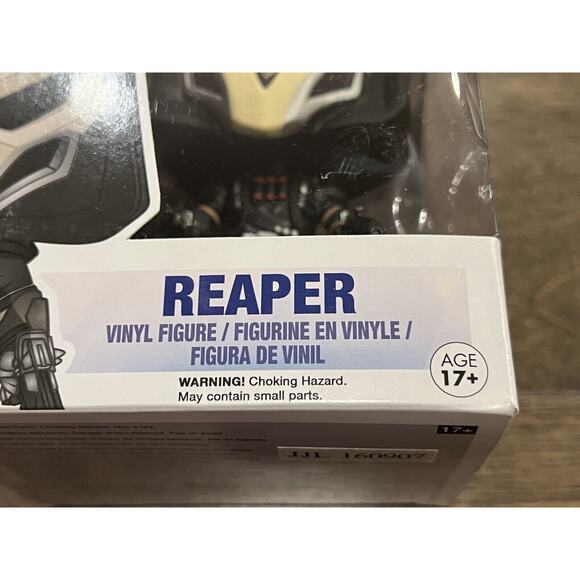 REAPER
VINYL FIGURE / FIGURINE EN VINYLE /
FIGURA DE VINIL
WARNING! Choking Hazard.
May contain small parts.
AGE
17+
17+
JJL 160907